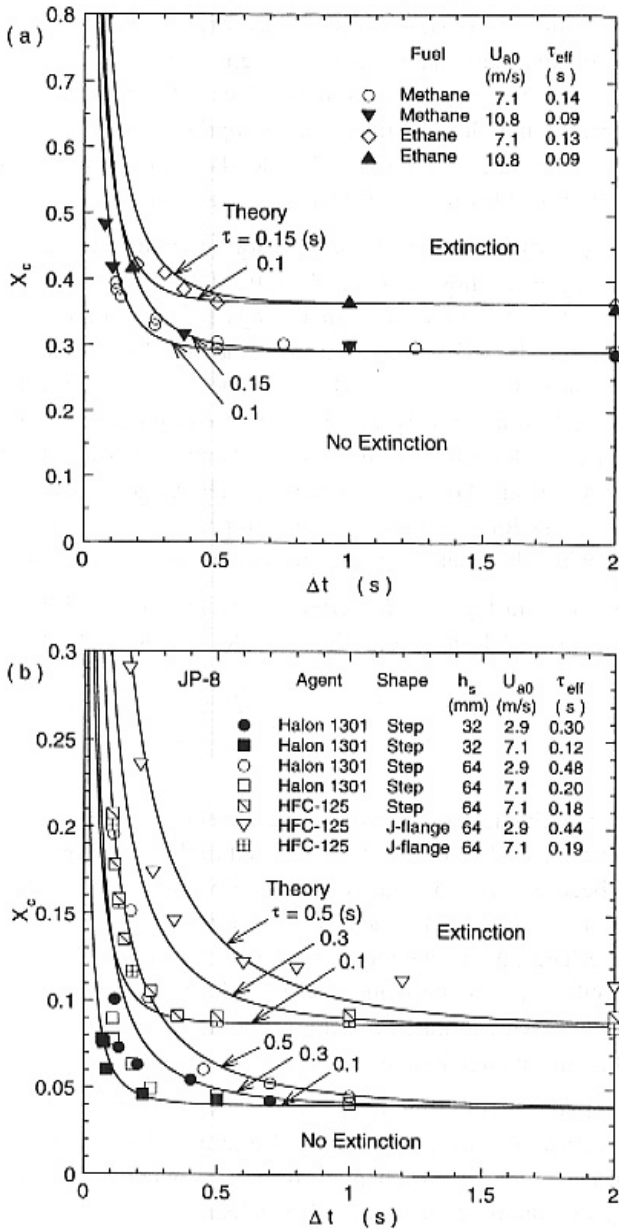 (a)
0.8
0.7
0.6
0.5
0.4
0.3
0.2
0.1
0
X_c
Fuel U_a0 τ_eff
(m/s) (s)
○ Methane 7.1 0.14
▼ Methane 10.8 0.09
◇ Ethane 7.1 0.13
▲ Ethane 10.8 0.09
Theory
τ = 0.15 (s)
0.1
Extinction
0.15
0.1
No Extinction
0 0.5 1 1.5 2
Δt (s)
(b)
0.3
0.25
0.2
0.15
0.1
0.05
0
X_c
JP-8 Agent Shape h_s U_a0 τ_eff
(mm) (m/s) (s)
● Halon 1301 Step 32 2.9 0.30
■ Halon 1301 Step 32 7.1 0.12
○ Halon 1301 Step 64 2.9 0.48
□ Halon 1301 Step 64 7.1 0.20
⍁ HFC-125 Step 64 7.1 0.18
▽ HFC-125 J-flange 64 2.9 0.44
⊞ HFC-125 J-flange 64 7.1 0.19
Theory
τ = 0.5 (s)
0.3
0.1
Extinction
0.5
0.3
0.1
No Extinction
0 0.5 1 1.5 2
Δt (s)